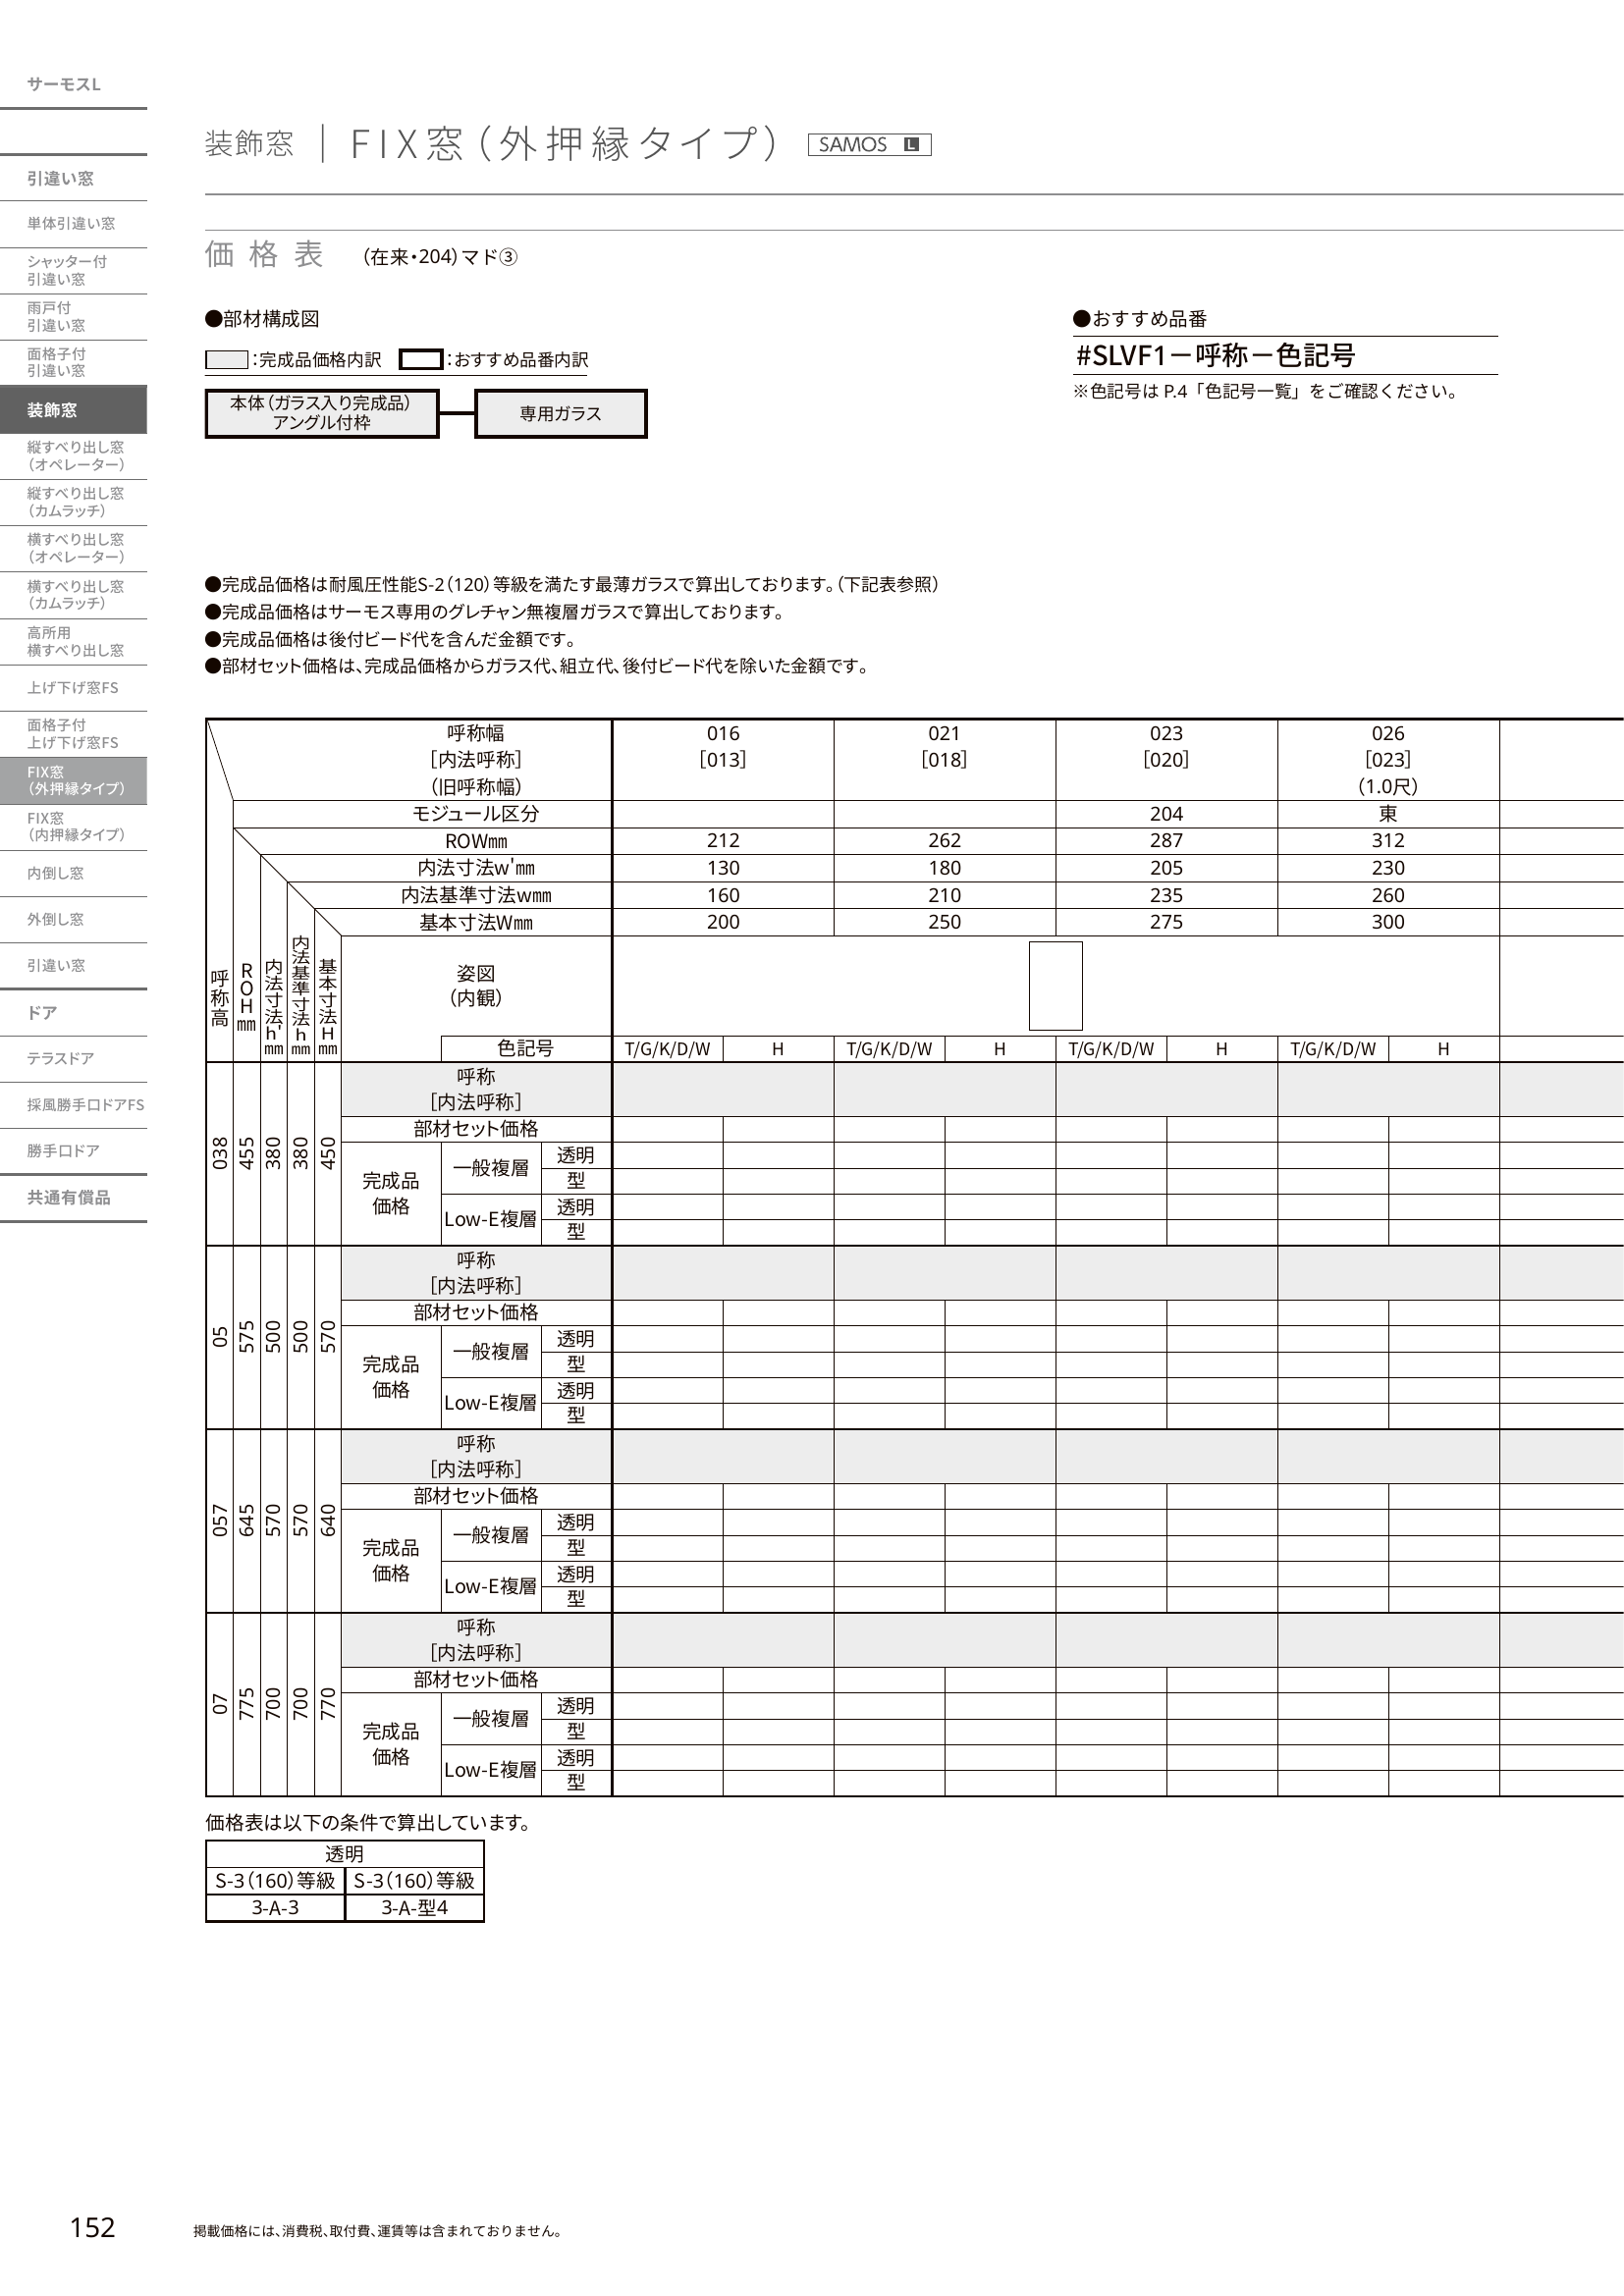 サーモスL
引違い窓
単体引違い窓
シャッター付
引違い窓
雨戸付
引違い窓
面格子付
引違い窓
装飾窓
縦すべり出し窓
（オペレーター）
縦すべり出し窓
（カムラッチ）
横すべり出し窓
（オペレーター）
横すべり出し窓
（カムラッチ）
高所用
横すべり出し窓
上げ下げ窓FS
面格子付
上げ下げ窓FS
FIX窓
（外押縁タイプ）
FIX窓
（内押縁タイプ）
内倒し窓
外倒し窓
引違い窓
ドア
テラスドア
採風勝手口ドアFS
勝手口ドア
共通有償品
装飾窓 FIX窓（外押縁タイプ） SAMOS L
価格表 （在来・204）マド③
●部材構成図
：完成品価格内訳 ：おすすめ品番内訳
本体（ガラス入り完成品）
アングル付枠
専用ガラス
●おすすめ品番
#SLVF1－呼称－色記号
※色記号は P.4「色記号一覧」をご確認ください。
●完成品価格は耐風圧性能S-2（120）等級を満たす最薄ガラスで算出しております。（下記表参照）
●完成品価格はサーモス専用のグレチャン無複層ガラスで算出しております。
●完成品価格は後付ビード代を含んだ金額です。
●部材セット価格は、完成品価格からガラス代、組立代、後付ビード代を除いた金額です。
呼称幅 016 021 023 026
［内法呼称］ ［013］ ［018］ ［020］ ［023］
（旧呼称幅） （1.0尺）
モジュール区分 204 東
ROW㎜ 212 262 287 312
内法寸法w'㎜ 130 180 205 230
内法基準寸法w㎜ 160 210 235 260
基本寸法W㎜ 200 250 275 300
呼称高
ROH㎜
内法寸法h'㎜
内法基準寸法h㎜
基本寸法H㎜
姿図
（内観）
色記号 T/G/K/D/W H T/G/K/D/W H T/G/K/D/W H T/G/K/D/W H
038 455 380 380 450
呼称
［内法呼称］
部材セット価格
完成品
価格
一般複層
透明
型
Low-E複層
透明
型
05 575 500 500 570
呼称
［内法呼称］
部材セット価格
完成品
価格
一般複層
透明
型
Low-E複層
透明
型
057 645 570 570 640
呼称
［内法呼称］
部材セット価格
完成品
価格
一般複層
透明
型
Low-E複層
透明
型
07 775 700 700 770
呼称
［内法呼称］
部材セット価格
完成品
価格
一般複層
透明
型
Low-E複層
透明
型
価格表は以下の条件で算出しています。
透明
S-3（160）等級 S-3（160）等級
3-A-3 3-A-型4
152 掲載価格には、消費税、取付費、運賃等は含まれておりません。